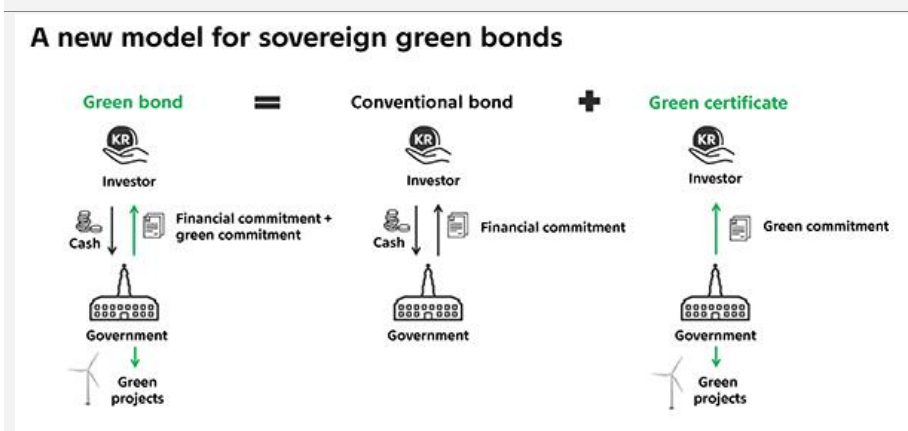 A new model for sovereign green bonds
Green bond = Conventional bond + Green certificate
KR
Investor
Cash
Financial commitment +
green commitment
Government
Green
projects
KR
Investor
Cash
Financial commitment
Government
KR
Investor
Green commitment
Government
Green
projects